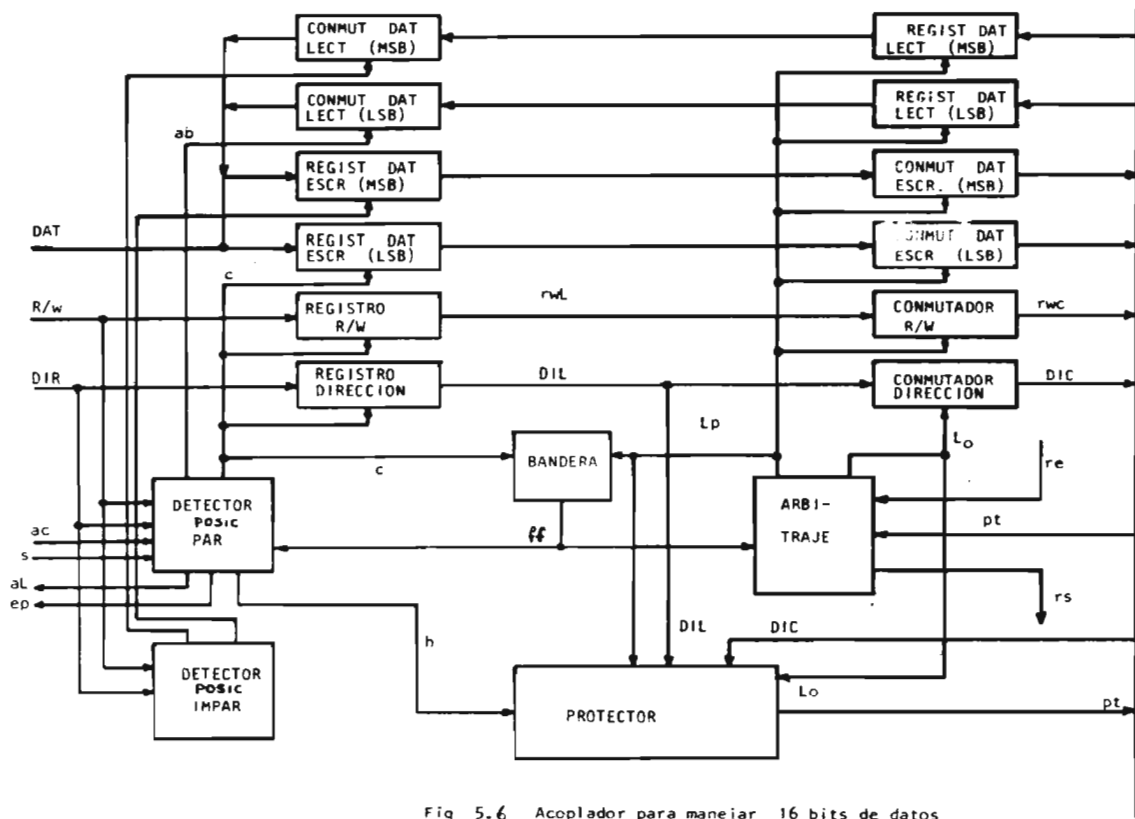 CONMUT DAT
LECT (MSB)
REGIST DAT
LECT (MSB)
CONMUT DAT
LECT (LSB)
REGIST DAT
LECT (LSB)
ab
REGIST DAT
ESCR (MSB)
CONMUT DAT
ESCR. (MSB)
DAT
REGIST DAT
ESCR (LSB)
CONMUT DAT
ESCR (LSB)
c
R/w
REGISTRO
R/W
rwL
CONMUTADOR
R/W
rwc
DIR
REGISTRO
DIRECCION
DIL
CONMUTADOR
DIRECCION
DIC
Lp
Lo
c
BANDERA
re
DETECTOR
POSIC
PAR
ARBI-
TRAJE
ac
s
ff
pt
aL
ep
rs
h
DIL
DIC
DETECTOR
POSIC
IMPAR
PROTECTOR
Lo
pt
Fig 5.6 Acoplador para manejar 16 bits de datos